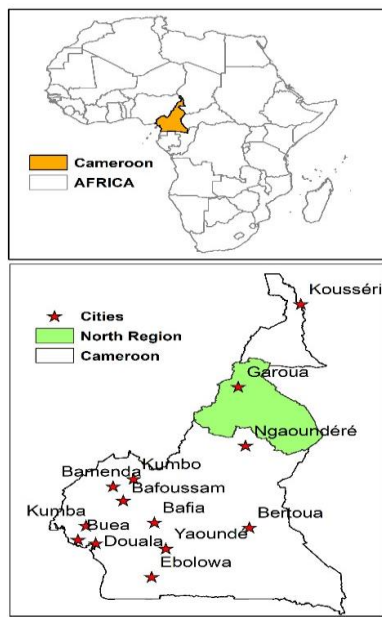 Cameroon
AFRICA
Kousséri
Cities
North Region
Cameroon
Garoua
Ngaoundéré
Kumbo
Bamenda
Bafoussam
Kumba
Buea
Bafia
Bertoua
Douala
Yaounde
Ebolowa